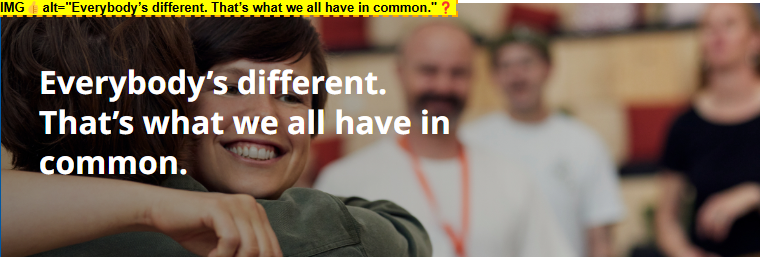 IMG👍 alt="Everybody’s different. That’s what we all have in common."❓
Everybody’s different.
That’s what we all have in
common.